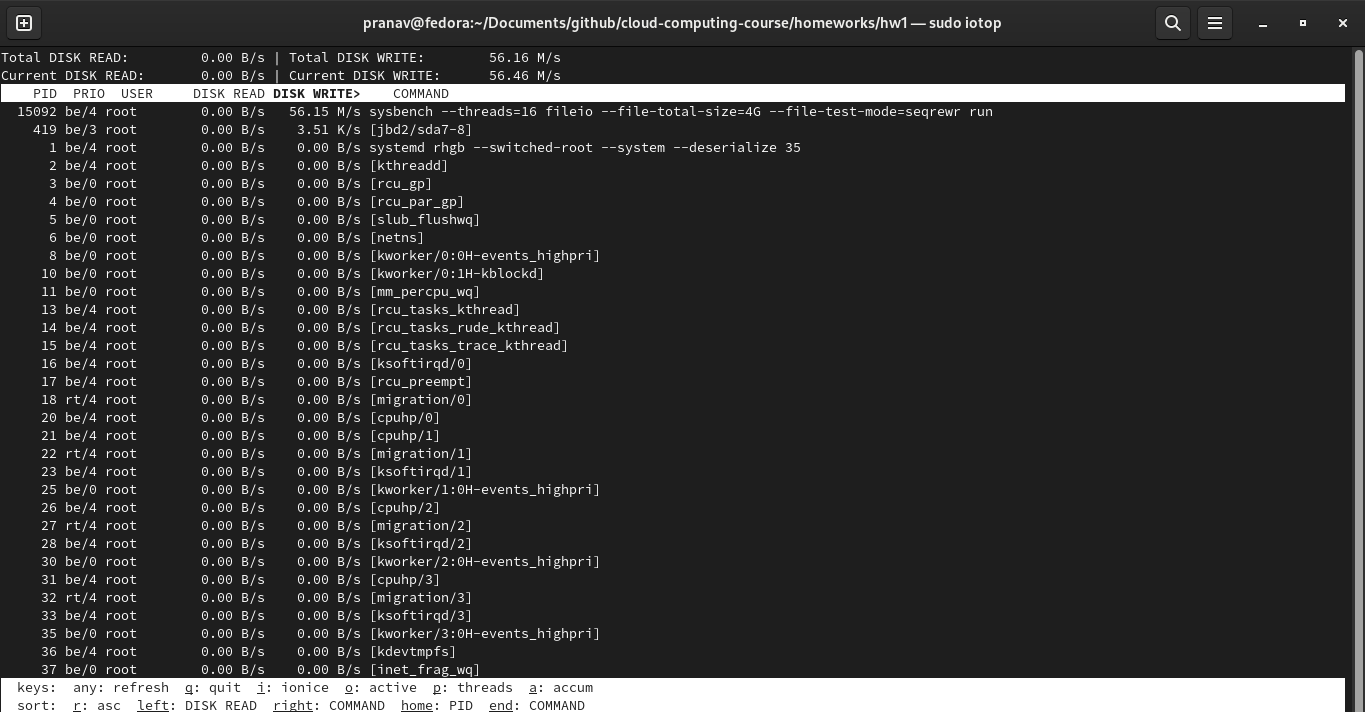 pranav@fedora:~/Documents/github/cloud-computing-course/homeworks/hw1 — sudo iotop
Total DISK READ:         0.00 B/s | Total DISK WRITE:        56.16 M/s
Current DISK READ:       0.00 B/s | Current DISK WRITE:      56.46 M/s
    PID  PRIO  USER     DISK READ DISK WRITE>    COMMAND
  15092 be/4 root        0.00 B/s   56.15 M/s sysbench --threads=16 fileio --file-total-size=4G --file-test-mode=seqrewr run
    419 be/3 root        0.00 B/s    3.51 K/s [jbd2/sda7-8]
      1 be/4 root        0.00 B/s    0.00 B/s systemd rhgb --switched-root --system --deserialize 35
      2 be/4 root        0.00 B/s    0.00 B/s [kthreadd]
      3 be/0 root        0.00 B/s    0.00 B/s [rcu_gp]
      4 be/0 root        0.00 B/s    0.00 B/s [rcu_par_gp]
      5 be/0 root        0.00 B/s    0.00 B/s [slub_flushwq]
      6 be/0 root        0.00 B/s    0.00 B/s [netns]
      8 be/0 root        0.00 B/s    0.00 B/s [kworker/0:0H-events_highpri]
     10 be/0 root        0.00 B/s    0.00 B/s [kworker/0:1H-kblockd]
     11 be/0 root        0.00 B/s    0.00 B/s [mm_percpu_wq]
     13 be/4 root        0.00 B/s    0.00 B/s [rcu_tasks_kthread]
     14 be/4 root        0.00 B/s    0.00 B/s [rcu_tasks_rude_kthread]
     15 be/4 root        0.00 B/s    0.00 B/s [rcu_tasks_trace_kthread]
     16 be/4 root        0.00 B/s    0.00 B/s [ksoftirqd/0]
     17 be/4 root        0.00 B/s    0.00 B/s [rcu_preempt]
     18 rt/4 root        0.00 B/s    0.00 B/s [migration/0]
     20 be/4 root        0.00 B/s    0.00 B/s [cpuhp/0]
     21 be/4 root        0.00 B/s    0.00 B/s [cpuhp/1]
     22 rt/4 root        0.00 B/s    0.00 B/s [migration/1]
     23 be/4 root        0.00 B/s    0.00 B/s [ksoftirqd/1]
     25 be/0 root        0.00 B/s    0.00 B/s [kworker/1:0H-events_highpri]
     26 be/4 root        0.00 B/s    0.00 B/s [cpuhp/2]
     27 rt/4 root        0.00 B/s    0.00 B/s [migration/2]
     28 be/4 root        0.00 B/s    0.00 B/s [ksoftirqd/2]
     30 be/0 root        0.00 B/s    0.00 B/s [kworker/2:0H-events_highpri]
     31 be/4 root        0.00 B/s    0.00 B/s [cpuhp/3]
     32 rt/4 root        0.00 B/s    0.00 B/s [migration/3]
     33 be/4 root        0.00 B/s    0.00 B/s [ksoftirqd/3]
     35 be/0 root        0.00 B/s    0.00 B/s [kworker/3:0H-events_highpri]
     36 be/4 root        0.00 B/s    0.00 B/s [kdevtmpfs]
     37 be/0 root        0.00 B/s    0.00 B/s [inet_frag_wq]
  keys:  any: refresh  q: quit  i: ionice  o: active  p: threads  a: accum
  sort:  r: asc  left: DISK READ  right: COMMAND  home: PID  end: COMMAND